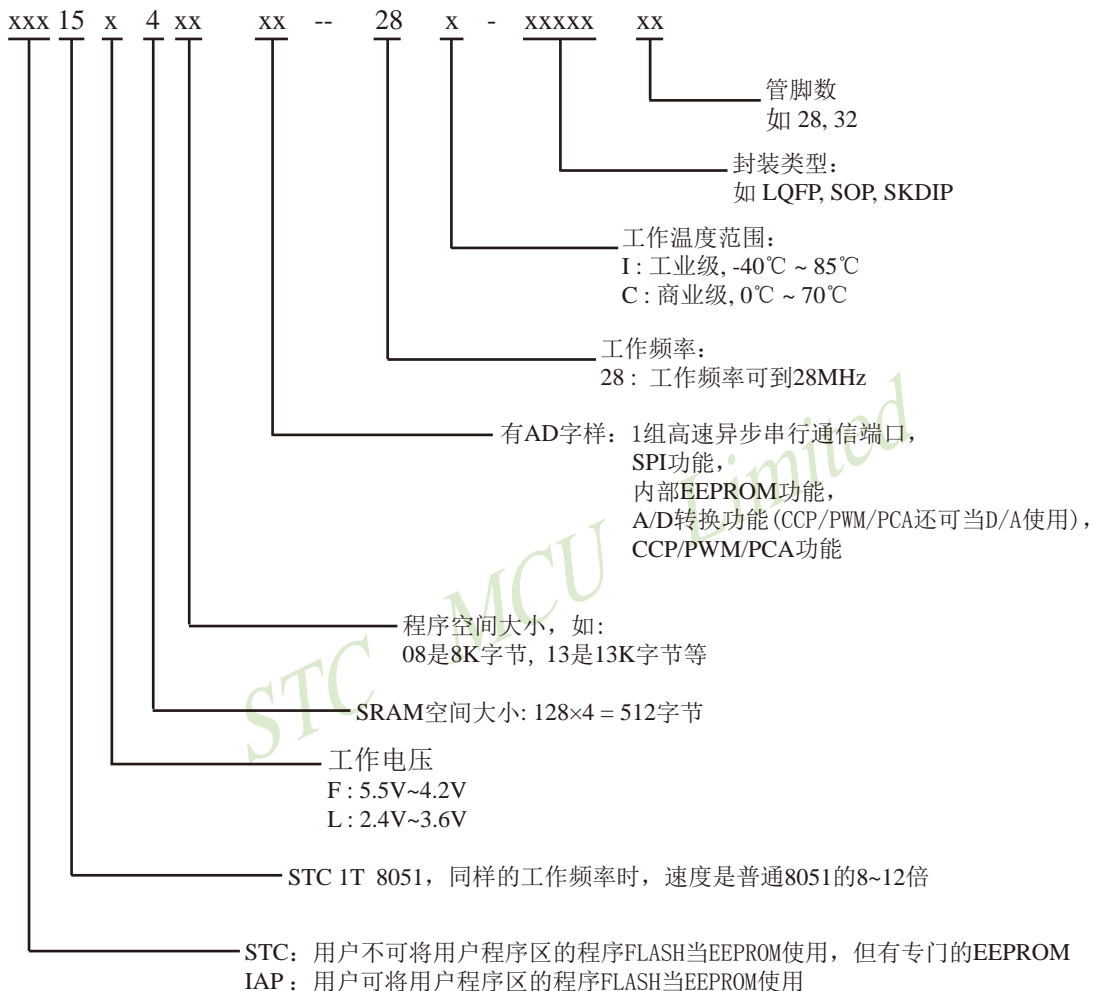 xxx 15 x 4 xx xx -- 28 x - xxxxx xx
管脚数
如 28, 32
封装类型：
如 LQFP, SOP, SKDIP
工作温度范围：
I : 工业级, -40℃ ~ 85℃
C : 商业级, 0℃ ~ 70℃
工作频率：
28 : 工作频率可到28MHz
有AD字样：1组高速异步串行通信端口，
SPI功能，
内部EEPROM功能，
A/D转换功能(CCP/PWM/PCA还可当D/A使用)，
CCP/PWM/PCA功能
程序空间大小，如:
08是8K字节, 13是13K字节等
SRAM空间大小: 128×4 = 512字节
工作电压
F : 5.5V~4.2V
L : 2.4V~3.6V
STC 1T 8051，同样的工作频率时，速度是普通8051的8~12倍
STC：用户不可将用户程序区的程序FLASH当EEPROM使用，但有专门的EEPROM
IAP：用户可将用户程序区的程序FLASH当EEPROM使用
STC MCU Limited